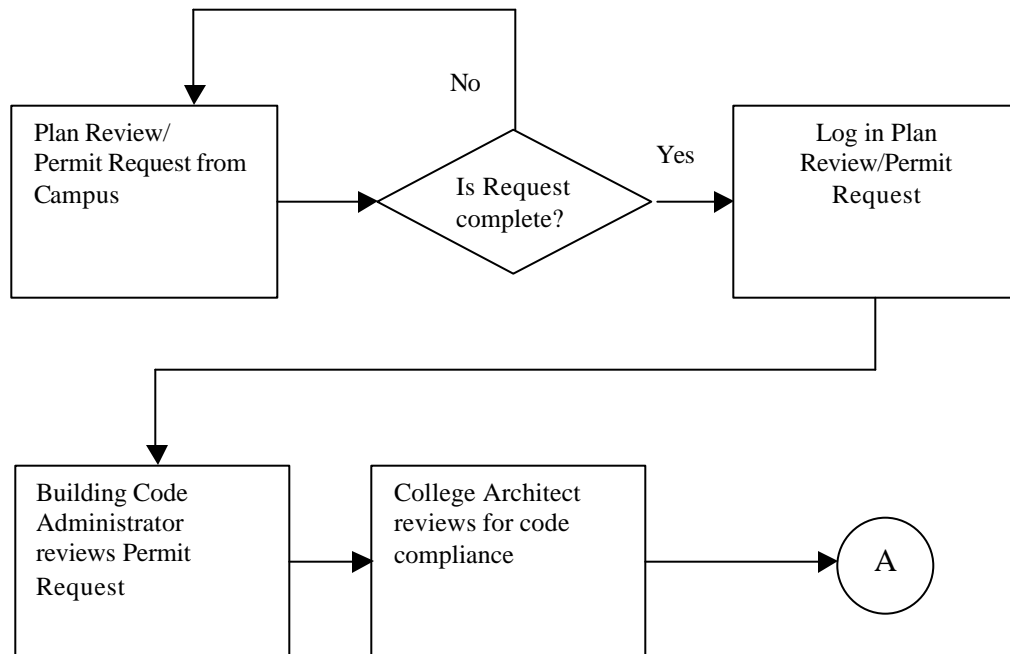 No
Plan Review/
Permit Request from
Campus
Is Request
complete?
Yes
Log in Plan
Review/Permit
Request
Building Code
Administrator
reviews Permit
Request
College Architect
reviews for code
compliance
A